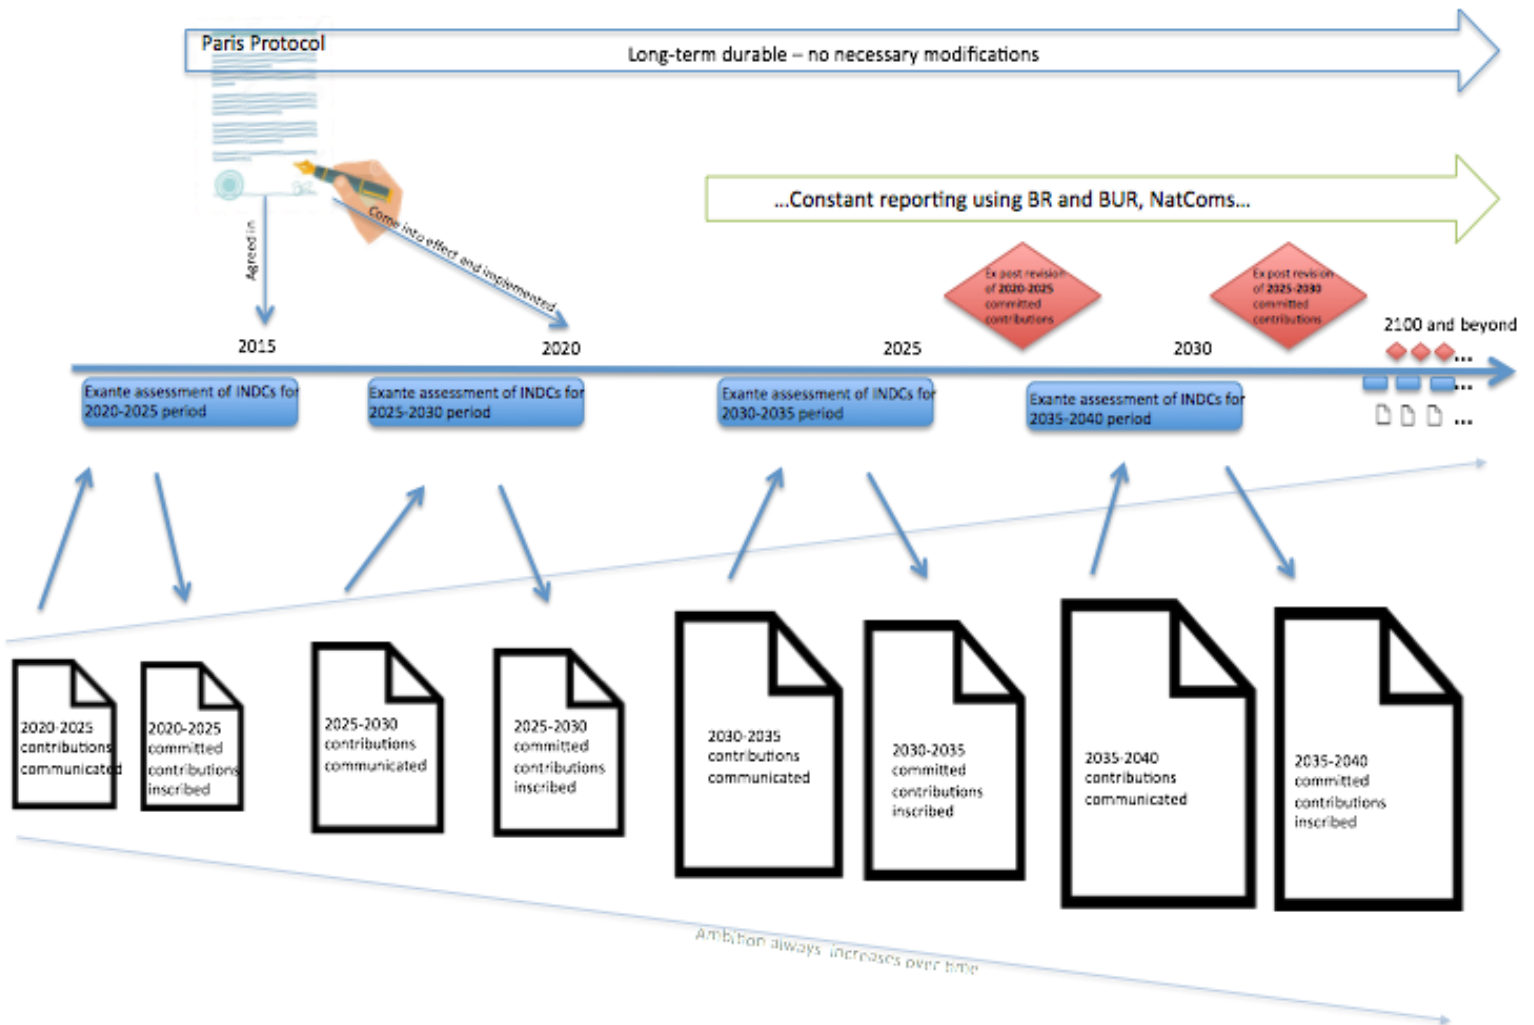 Paris Protocol
Long-term durable – no necessary modifications
...Constant reporting using BR and BUR, NatComs...
Agreed in
Come into effect and implemented
Ex post revision
of 2020-2025
committed
contributions
Ex post revision
of 2025-2030
committed
contributions
2015
2020
2025
2030
2100 and beyond
...
Exante assessment of INDCs for
2020-2025 period
Exante assessment of INDCs for
2025-2030 period
Exante assessment of INDCs for
2030-2035 period
Exante assessment of INDCs for
2035-2040 period
...
...
2020-2025
contributions
communicated
2020-2025
committed
contributions
inscribed
2025-2030
contributions
communicated
2025-2030
committed
contributions
inscribed
2030-2035
contributions
communicated
2030-2035
committed
contributions
inscribed
2035-2040
contributions
communicated
2035-2040
committed
contributions
inscribed
Ambition always increases over time